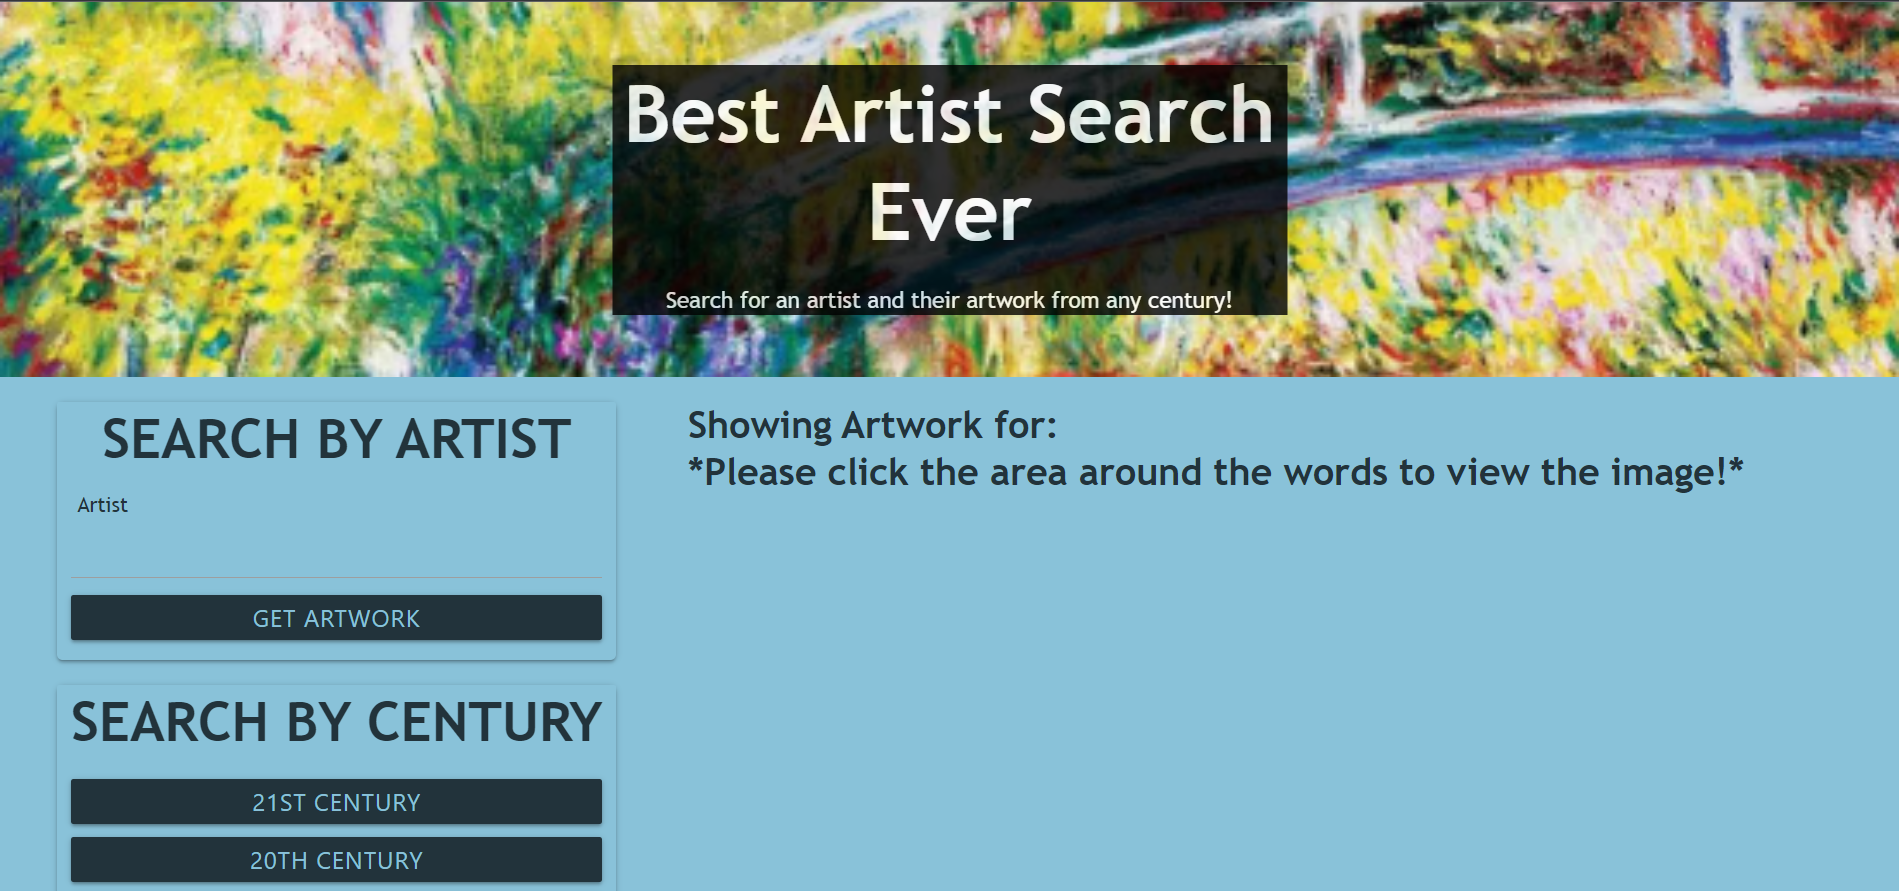 Best Artist Search
Ever
Search for an artist and their artwork from any century!
SEARCH BY ARTIST
Artist
GET ARTWORK
SEARCH BY CENTURY
21ST CENTURY
20TH CENTURY
Showing Artwork for:
*Please click the area around the words to view the image!*